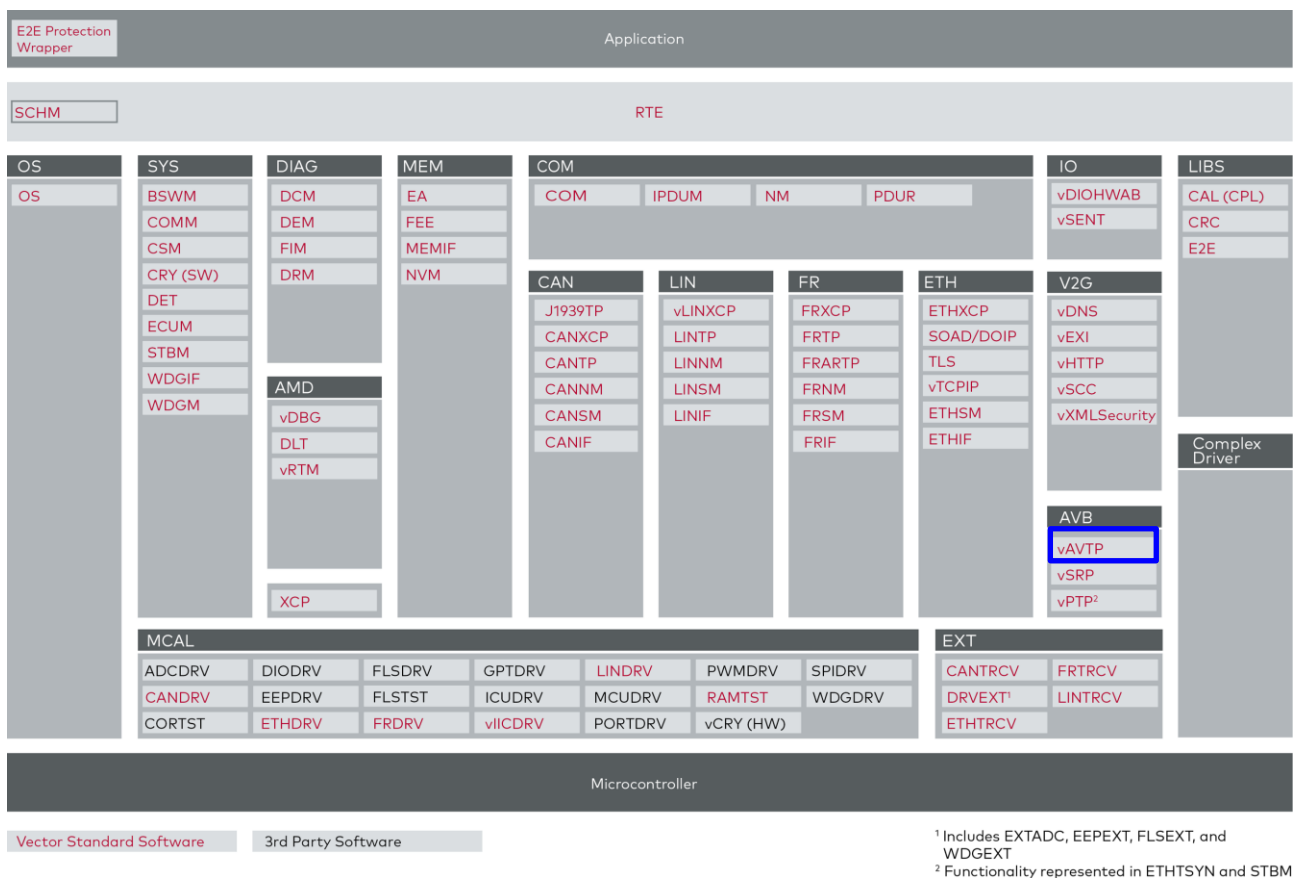 E2E Protection
Wrapper
Application
SCHM
RTE
OS
OS
SYS
BSWM
COMM
CSM
CRY (SW)
DET
ECUM
STBM
WDGIF
WDGM
DIAG
DCM
DEM
FIM
DRM
AMD
vDBG
DLT
vRTM
XCP
MEM
EA
FEE
MEMIF
NVM
COM
COM
IPDUM
NM
PDUR
CAN
J1939TP
CANXCP
CANTP
CANNM
CANSM
CANIF
LIN
vLINXCP
LINTP
LINNM
LINSM
LINIF
FR
FRXCP
FRTP
FRARTP
FRNM
FRSM
FRIF
ETH
ETHXCP
SOAD/DOIP
TLS
vTCPIP
ETHSM
ETHIF
IO
vDIOHWAB
vSENT
V2G
vDNS
vEXI
vHTTP
vSCC
vXMLSecurity
AVB
vAVTP
vSRP
vPTP²
LIBS
CAL (CPL)
CRC
E2E
Complex
Driver
MCAL
ADCDRV DIODRV FLSDRV GPTDRV LINDRV PWMDRV SPIDRV
CANDRV EEPDRV FLSTST ICUDRV MCUDRV RAMTST WDGDRV
CORTST ETHDRV FRDRV vIICDRV PORTDRV vCRY (HW)
EXT
CANTRCV FRTRCV
DRVEXT¹ LINTRCV
ETHTRCV
Microcontroller
Vector Standard Software
3rd Party Software
¹ Includes EXTADC, EEPEXT, FLSEXT, and
WDGEXT
² Functionality represented in ETHTSYN and STBM